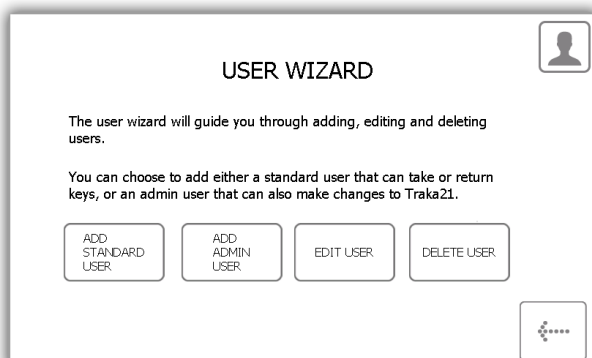 USER WIZARD
The user wizard will guide you through adding, editing and deleting
users.
You can choose to add either a standard user that can take or return
keys, or an admin user that can also make changes to Traka21.
ADD
STANDARD
USER
ADD
ADMIN
USER
EDIT USER
DELETE USER